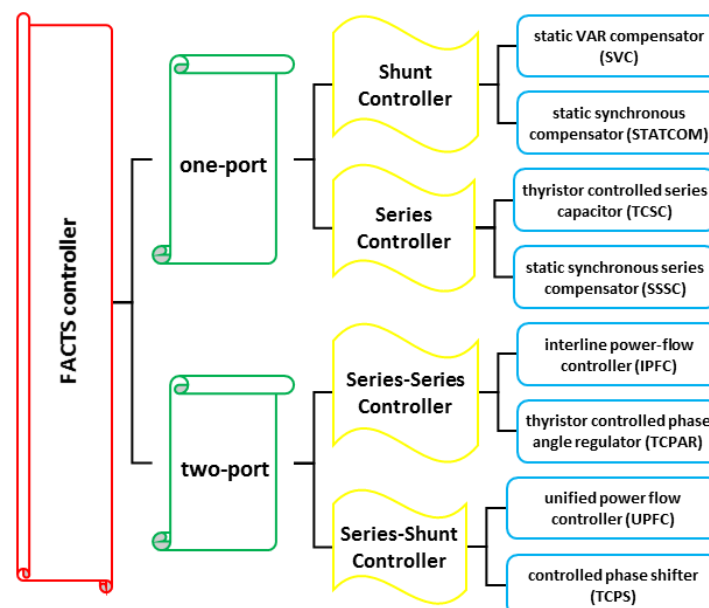 FACTS controller
one-port
two-port
Shunt
Controller
Series
Controller
Series-Series
Controller
Series-Shunt
Controller
static VAR compensator
(SVC)
static synchronous
compensator (STATCOM)
thyristor controlled series
capacitor (TCSC)
static synchronous series
compensator (SSSC)
interline power-flow
controller (IPFC)
thyristor controlled phase
angle regulator (TCPAR)
unified power flow
controller (UPFC)
controlled phase shifter
(TCPS)